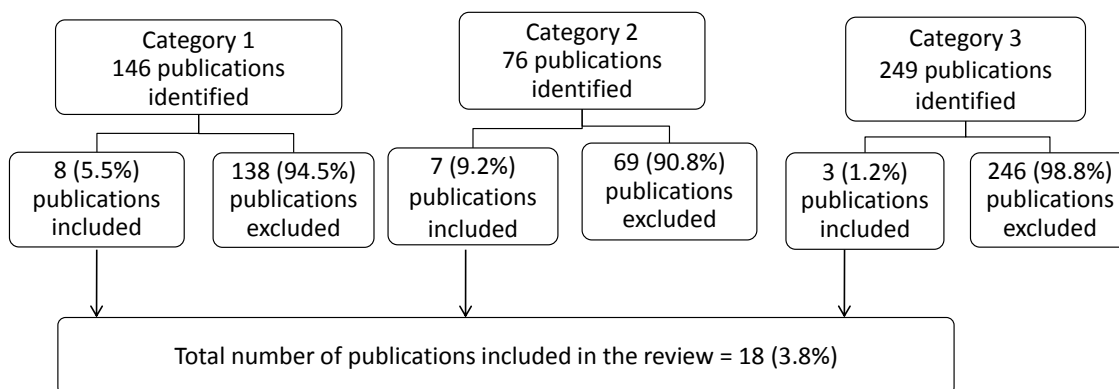 Category 1
146 publications
identified
Category 2
76 publications
identified
Category 3
249 publications
identified
8 (5.5%)
publications
included
138 (94.5%)
publications
excluded
7 (9.2%)
publications
included
69 (90.8%)
publications
excluded
3 (1.2%)
publications
included
246 (98.8%)
publications
excluded
Total number of publications included in the review = 18 (3.8%)